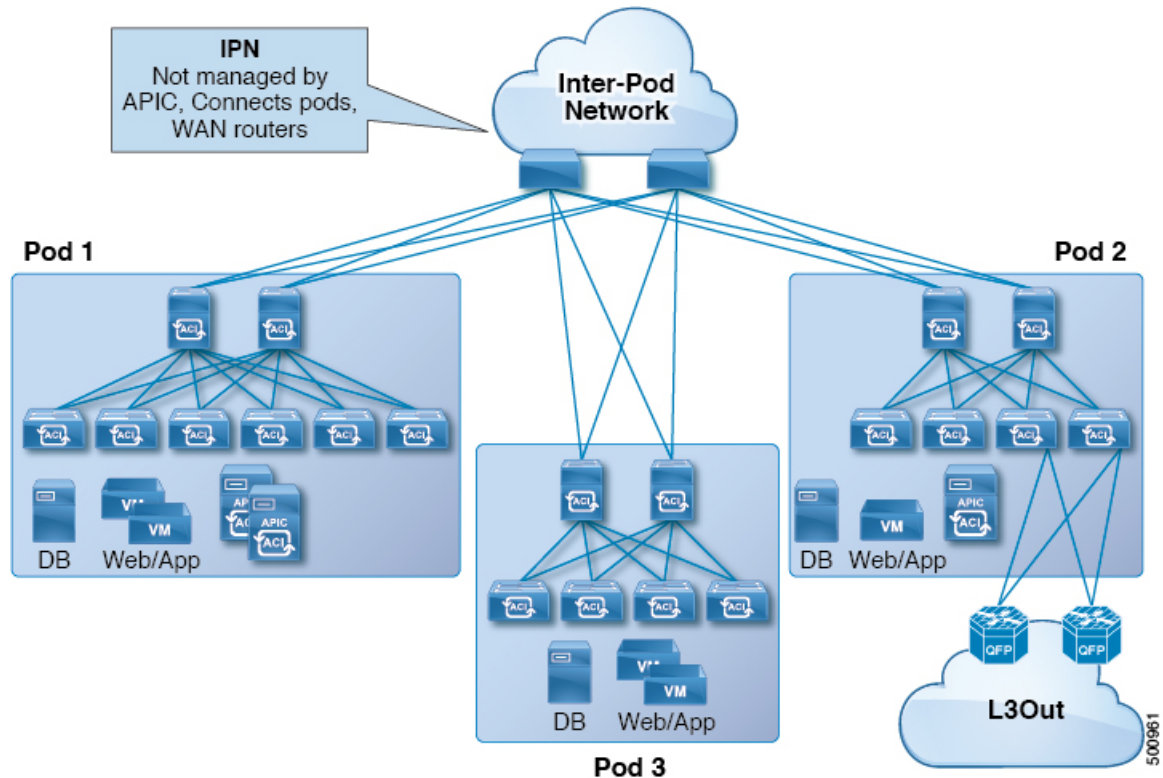 IPN
Not managed by
APIC, Connects pods,
WAN routers
Inter-Pod
Network
Pod 1
ACI
ACI
ACI
ACI
ACI
ACI
ACI
ACI
DB
VM
VM
Web/App
APIC
ACI
Pod 2
ACI
ACI
ACI
ACI
ACI
ACI
DB
VM
Web/App
APIC
ACI
Pod 3
ACI
ACI
ACI
ACI
ACI
ACI
DB
VM
VM
Web/App
QFP
QFP
L3Out
500961